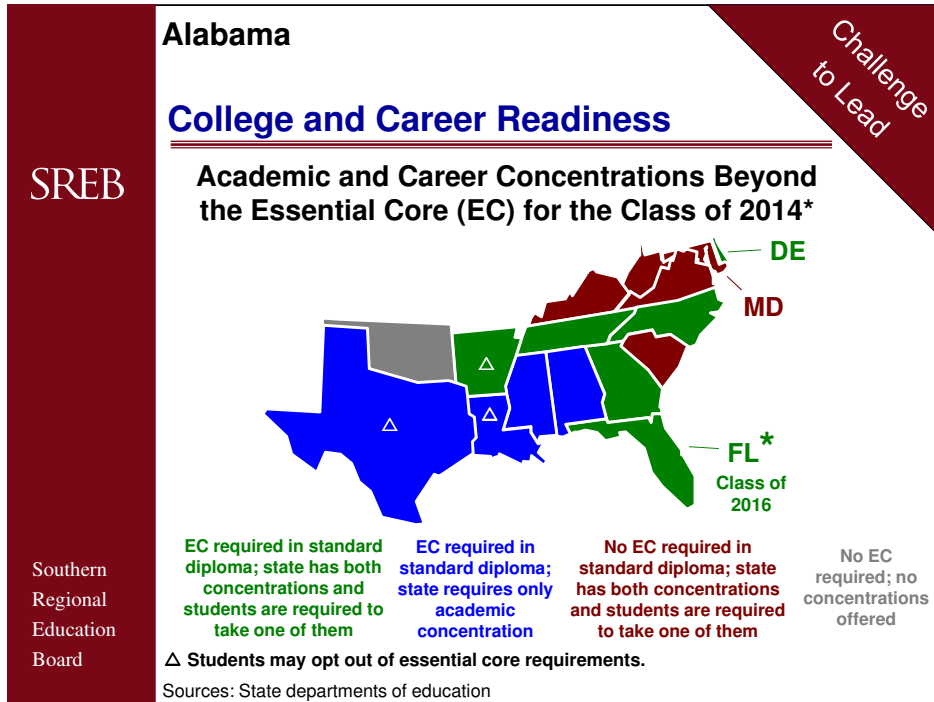 Alabama
Challenge
to Lead
College and Career Readiness
SREB
Academic and Career Concentrations Beyond
the Essential Core (EC) for the Class of 2014*
DE
MD
△
△
△
FL*
Class of
2016
EC required in standard
diploma; state has both
concentrations and
students are required to
take one of them
EC required in
standard diploma;
state requires only
academic
concentration
No EC required in
standard diploma; state
has both concentrations
and students are required
to take one of them
No EC
required; no
concentrations
offered
Southern
Regional
Education
Board
△ Students may opt out of essential core requirements.
Sources: State departments of education